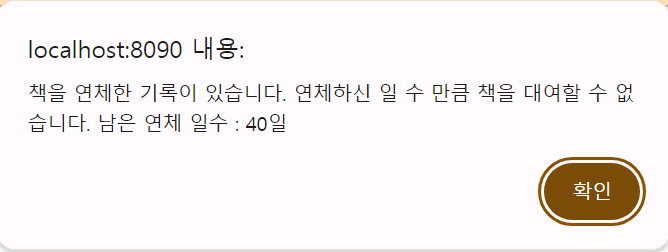 localhost:8090 내용:
책을 연체한 기록이 있습니다. 연체하신 일 수 만큼 책을 대여할 수 없
습니다. 남은 연체 일수 : 40일
확인